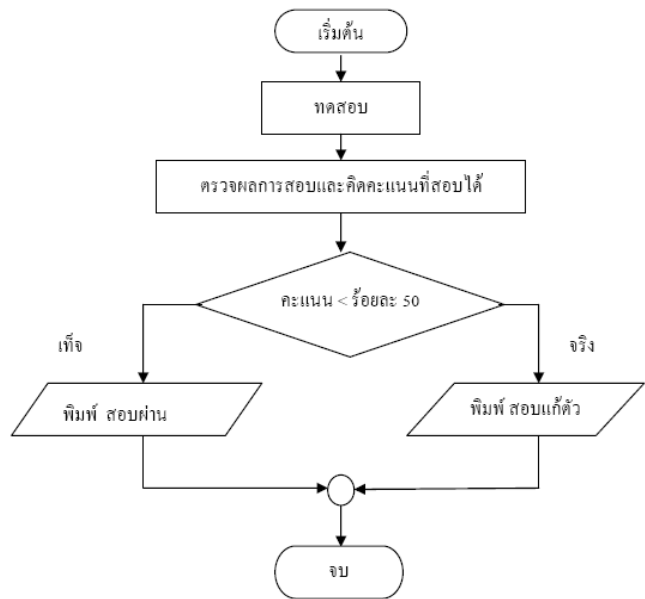 เริ่มต้น
ทดสอบ
ตรวจผลการสอบและคิดคะแนนที่สอบได้
คะแนน < ร้อยละ 50
เท็จ
จริง
พิมพ์ สอบผ่าน
พิมพ์ สอบแก้ตัว
จบ